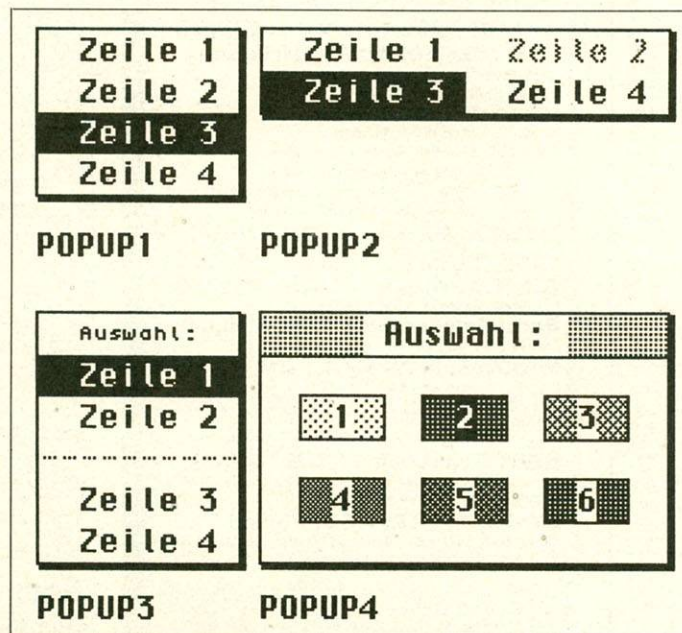 Zeile 1
Zeile 2
Zeile 3
Zeile 4
POPUP1
Zeile 1 Zeile 2
Zeile 3 Zeile 4
POPUP2
Auswahl:
Zeile 1
Zeile 2
Zeile 3
Zeile 4
POPUP3
Auswahl:
1 2 3
4 5 6
POPUP4